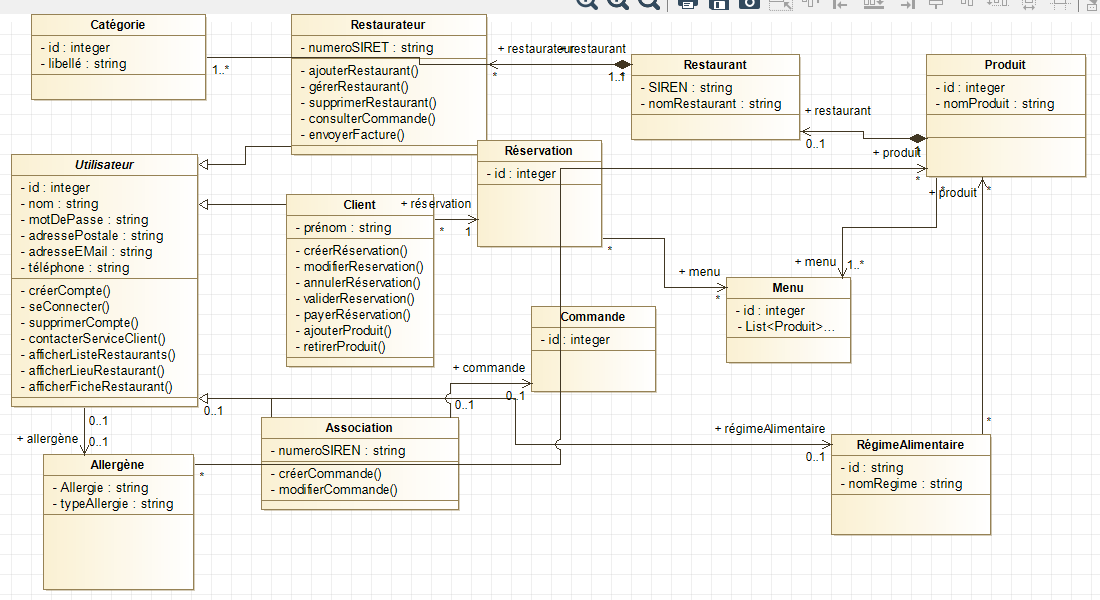 Catégorie
- id : integer
- libellé : string
1..*
Restaurateur
- numeroSIRET : string
- ajouterRestaurant()
- gérerRestaurant()
- supprimerRestaurant()
- consulterCommande()
- envoyerFacture()
+ restaurateur
restaurant
*
1..1
*
Restaurant
- SIREN : string
- nomRestaurant : string
+ restaurant
0..1
Produit
- id : integer
- nomProduit : string
+ produit
*
+ produit
*
*
Utilisateur
- id : integer
- nom : string
- motDePasse : string
- adressePostale : string
- adresseEMail : string
- téléphone : string
- créerCompte()
- seConnecter()
- supprimerCompte()
- contacterServiceClient()
- afficherListeRestaurants()
- afficherLieuRestaurant()
- afficherFicheRestaurant()
Client
- prénom : string
- créerRéservation()
- modifierReservation()
- annulerRéservation()
- validerReservation()
- payerRéservation()
- ajouterProduit()
- retirerProduit()
+ réservation
*
1
Réservation
- id : integer
*
+ menu
*
+ menu
1..*
Menu
- id : integer
- List<Produit>...
Commande
- id : integer
+ commande
0..1
0..1
0..1
0..1
+ allergène
0..1
Association
- numeroSIREN : string
- créerCommande()
- modifierCommande()
+ régimeAlimentaire
0..1
*
RégimeAlimentaire
- id : string
- nomRegime : string
Allergène
- Allergie : string
- typeAllergie : string
*